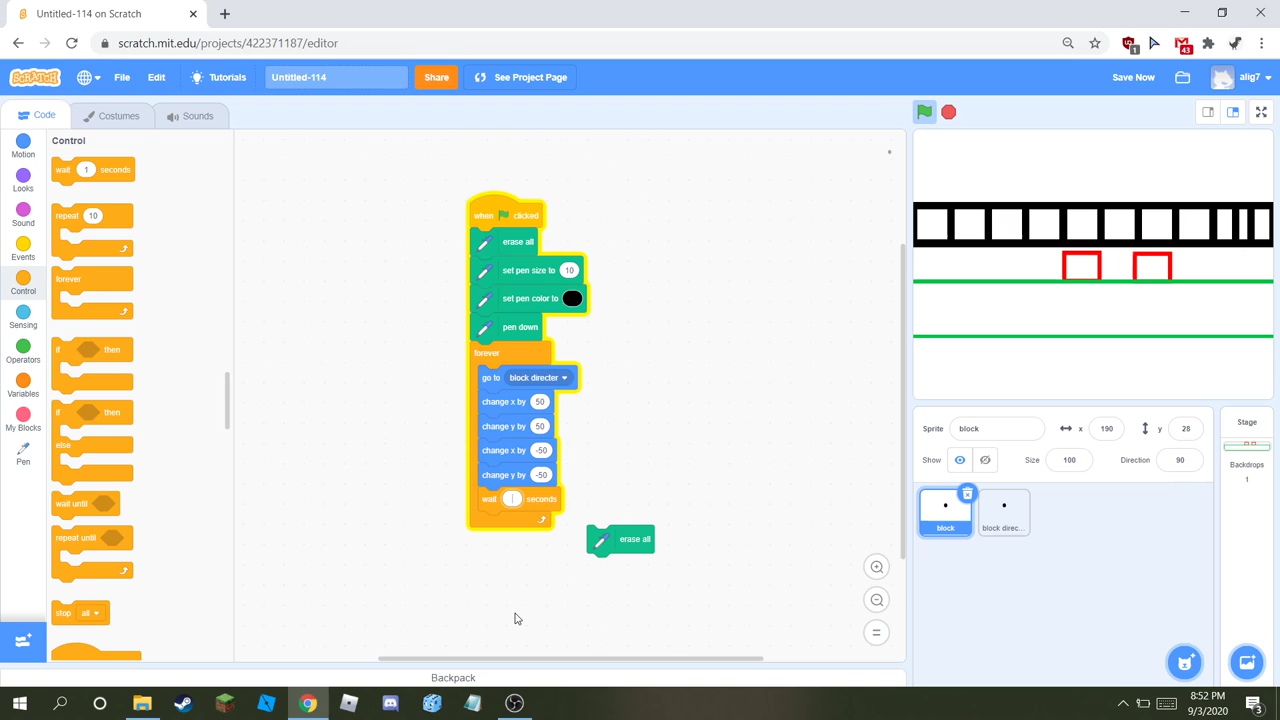 Untitled-114 on Scratch
scratch.mit.edu/projects/422371187/editor
1
43
SCRATCH
File
Edit
Tutorials
Untitled-114
Share
See Project Page
Save Now
alig7
Code
Costumes
Sounds
Motion
Looks
Sound
Events
Control
Sensing
Operators
Variables
My Blocks
Pen
Control
wait 1 seconds
repeat 10
forever
if then
if then
else
wait until
repeat until
stop all
when clicked
erase all
set pen size to 10
set pen color to
pen down
forever
go to block directer
change x by 50
change y by 50
change x by -50
change y by -50
wait seconds
erase all
Backpack
Sprite block x 190 y 28
Show Size 100 Direction 90
block
block direc...
Stage
Backdrops
1
8:52 PM
9/3/2020
3